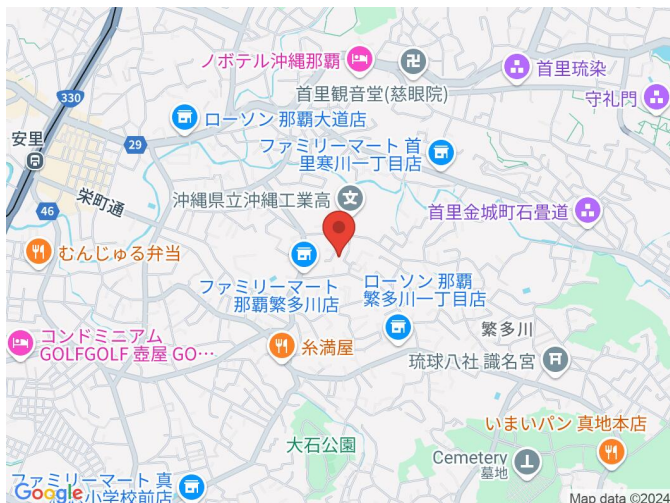 ノボテル沖縄那覇
首里観音堂(慈眼院)
首里琉染
守礼門
330
ローソン 那覇大道店
29
安里
ファミリーマート 首
里寒川一丁目店
栄町通
46
沖縄県立沖縄工業高
首里金城町石畳道
むんじゅる弁当
ファミリーマート
那覇繁多川店
ローソン 那覇
繁多川一丁目店
コンドミニアム
GOLFGOLF 壺屋 GO…
糸満屋
繁多川
琉球八社 識名宮
いまいパン 真地本店
大石公園
Cemetery
墓地
ファミリーマート 真
小学校前店
Google
Map data ©2024